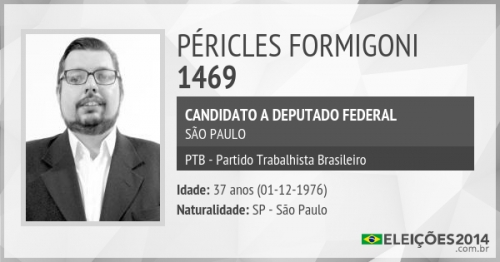 PÉRICLES FORMIGONI
1469
CANDIDATO A DEPUTADO FEDERAL
SÃO PAULO
PTB - Partido Trabalhista Brasileiro
Idade: 37 anos (01-12-1976)
Naturalidade: SP - São Paulo
ELEIÇÕES2014
.com.br